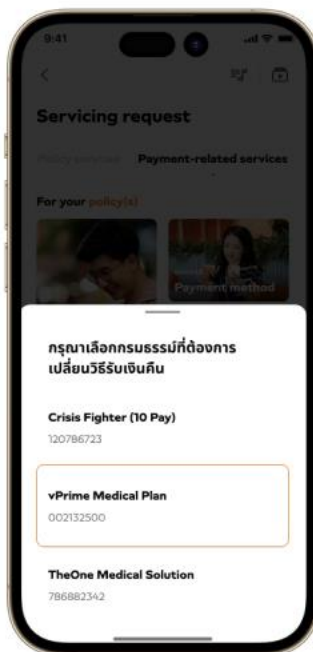 9:41
Servicing request
Policy services Payment-related services
For your policy(s)
Payment method
กรุณาเลือกกรมธรรม์ที่ต้องการ
เปลี่ยนวิธีรับเงินคืน
Crisis Fighter (10 Pay)
120786723
vPrime Medical Plan
002132500
TheOne Medical Solution
786882342